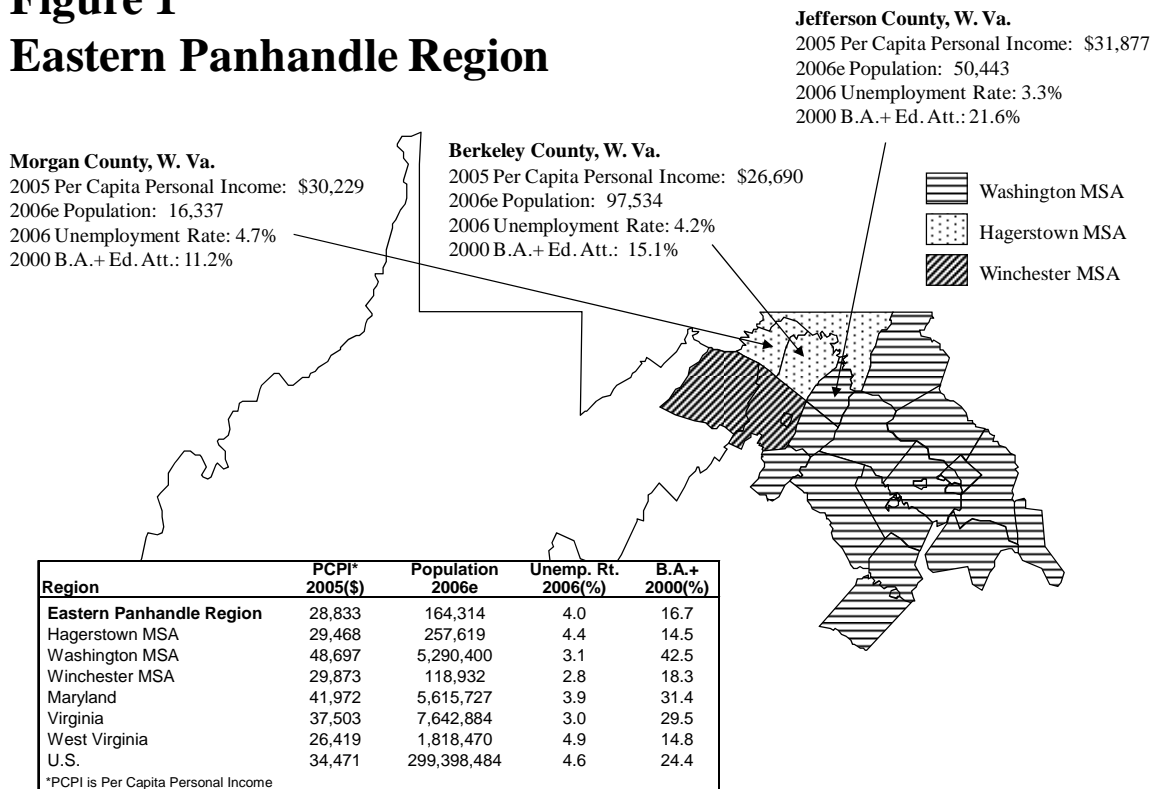 Figure 1
Eastern Panhandle Region
Jefferson County, W. Va.
2005 Per Capita Personal Income: $31,877
2006e Population: 50,443
2006 Unemployment Rate: 3.3%
2000 B.A.+ Ed. Att.: 21.6%
Morgan County, W. Va.
2005 Per Capita Personal Income: $30,229
2006e Population: 16,337
2006 Unemployment Rate: 4.7%
2000 B.A.+ Ed. Att.: 11.2%
Berkeley County, W. Va.
2005 Per Capita Personal Income: $26,690
2006e Population: 97,534
2006 Unemployment Rate: 4.2%
2000 B.A.+ Ed. Att.: 15.1%
Washington MSA
Hagerstown MSA
Winchester MSA
PCPI* Population Unemp. Rt. B.A.+
Region 2005($) 2006e 2006(%) 2000(%)
Eastern Panhandle Region 28,833 164,314 4.0 16.7
Hagerstown MSA 29,468 257,619 4.4 14.5
Washington MSA 48,697 5,290,400 3.1 42.5
Winchester MSA 29,873 118,932 2.8 18.3
Maryland 41,972 5,615,727 3.9 31.4
Virginia 37,503 7,642,884 3.0 29.5
West Virginia 26,419 1,818,470 4.9 14.8
U.S. 34,471 299,398,484 4.6 24.4
*PCPI is Per Capita Personal Income